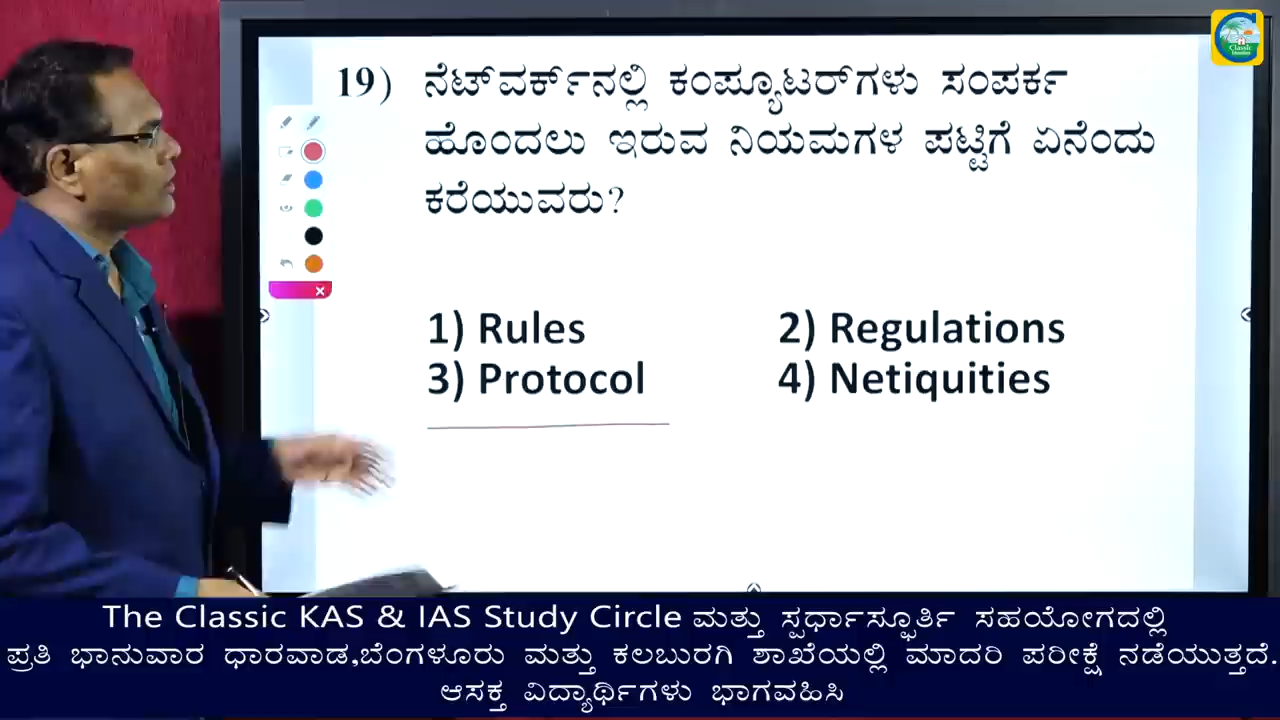 Classic
Education
19) ನೆಟ್‌ವರ್ಕ್‌ನಲ್ಲಿ ಕಂಪ್ಯೂಟರ್‌ಗಳು ಸಂಪರ್ಕ
ಹೊಂದಲು ಇರುವ ನಿಯಮಗಳ ಪಟ್ಟಿಗೆ ಏನೆಂದು
ಕರೆಯುವರು?
1) Rules 2) Regulations
3) Protocol 4) Netiquities
The Classic KAS & IAS Study Circle ಮತ್ತು ಸ್ಪರ್ಧಾಸ್ಫೂರ್ತಿ ಸಹಯೋಗದಲ್ಲಿ
ಪ್ರತಿ ಭಾನುವಾರ ಧಾರವಾಡ,ಬೆಂಗಳೂರು ಮತ್ತು ಕಲಬುರಗಿ ಶಾಖೆಯಲ್ಲಿ ಮಾದರಿ ಪರೀಕ್ಷೆ ನಡೆಯುತ್ತದೆ.
ಆಸಕ್ತ ವಿದ್ಯಾರ್ಥಿಗಳು ಭಾಗವಹಿಸಿ